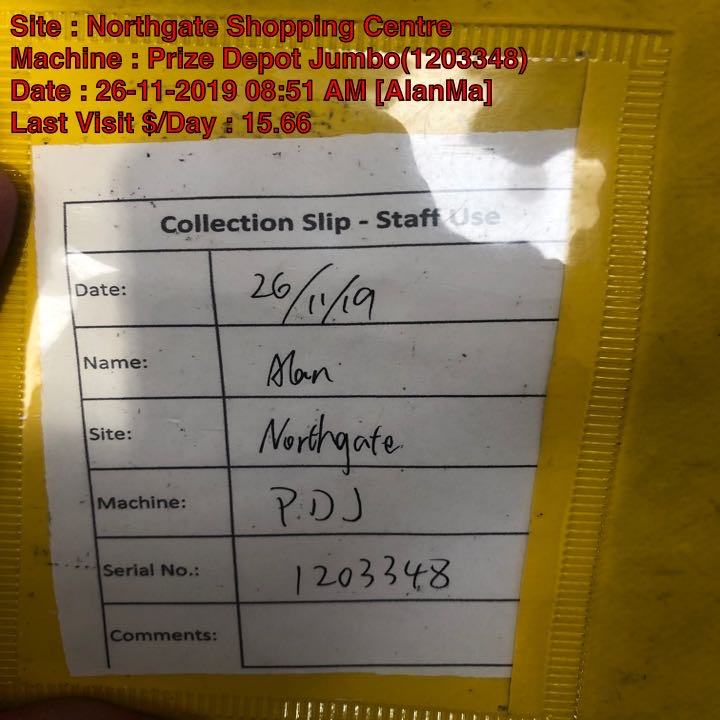 Site : Northgate Shopping Centre
Machine : Prize Depot Jumbo(1203348)
Date : 26-11-2019 08:51 AM [AlanMa]
Last Visit $/Day : 15.66
Collection Slip - Staff Use
Date: 26/11/19
Name: Alan
Site: Northgate
Machine: P.D J
Serial No.: 1203348
Comments: